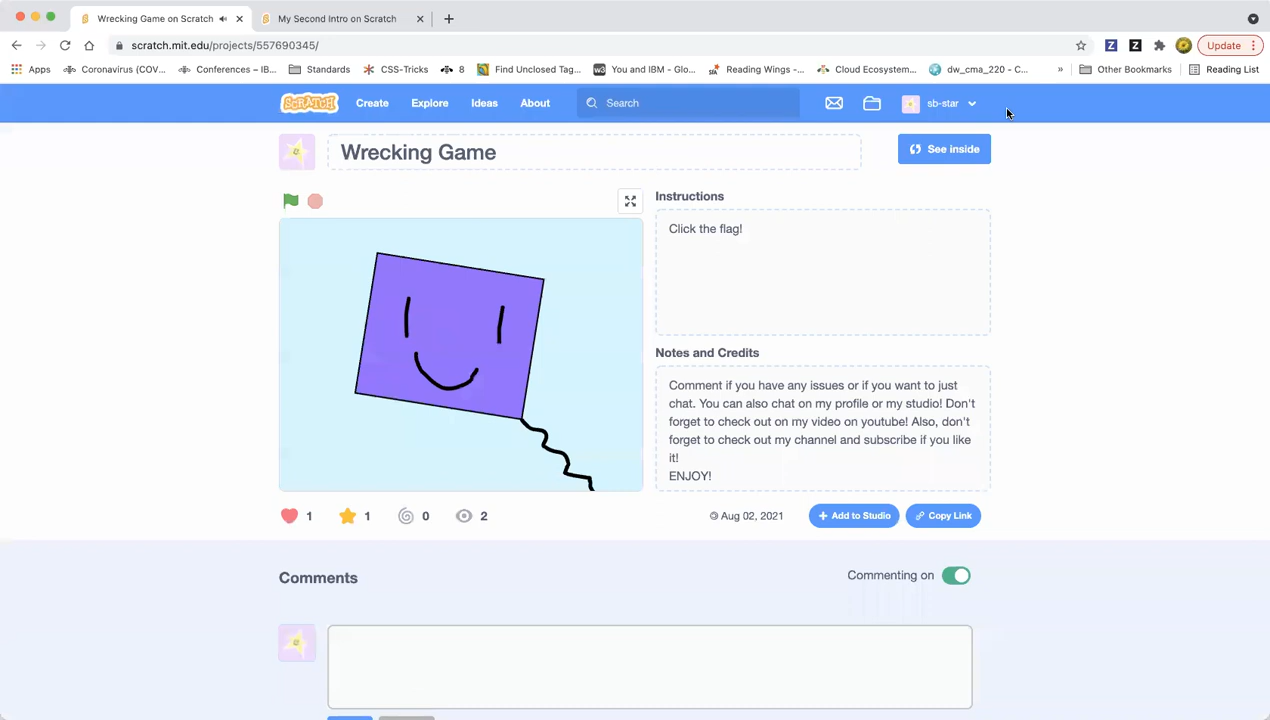 Wrecking Game on Scratch
My Second Intro on Scratch
scratch.mit.edu/projects/557690345/
Update
Apps
Coronavirus (COV...
Conferences – IB...
Standards
CSS-Tricks
8
Find Unclosed Tag...
You and IBM - Glo...
Reading Wings -...
Cloud Ecosystem...
dw_cma_220 - C...
»
Other Bookmarks
Reading List
SCRATCH
Create
Explore
Ideas
About
Search
sb-star
Wrecking Game
See inside
Instructions
Click the flag!
Notes and Credits
Comment if you have any issues or if you want to just
chat. You can also chat on my profile or my studio! Don't
forget to check out on my video on youtube! Also, don't
forget to check out my channel and subscribe if you like
it!
ENJOY!
1
1
0
2
© Aug 02, 2021
Add to Studio
Copy Link
Comments
Commenting on